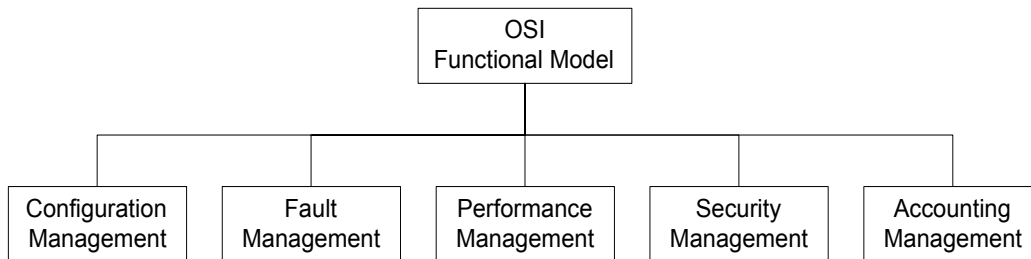 OSI
Functional Model
Configuration
Management
Fault
Management
Performance
Management
Security
Management
Accounting
Management